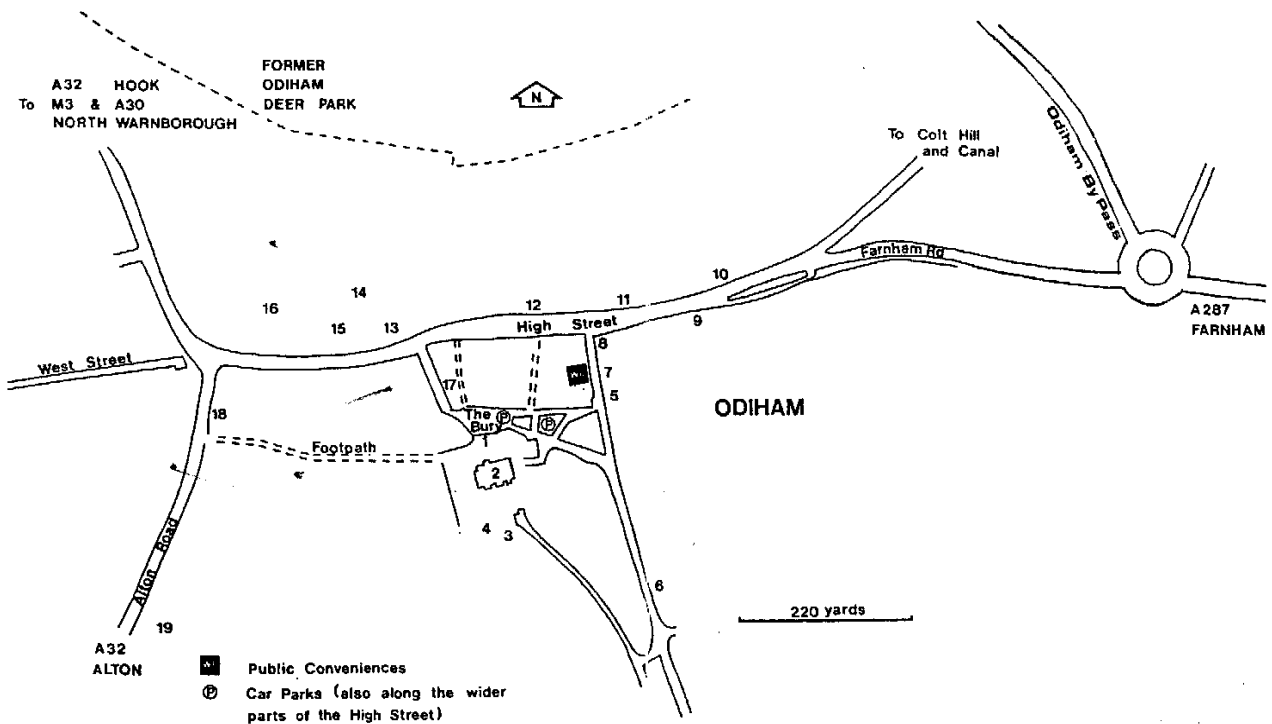 A32 HOOK
To M3 & A30
NORTH WARNBOROUGH
FORMER
ODIHAM
DEER PARK
N
To Colt Hill
and Canal
Odiham By Pass
Farnham Rd
A287
FARNHAM
10
11
12
14
16
15
13
High Street
9
8
7
5
West Street
17
The
Bury
P
P
ODIHAM
18
Footpath
2
4
3
6
Alton Road
19
220 yards
A32
ALTON
Public Conveniences
P Car Parks (also along the wider
parts of the High Street)